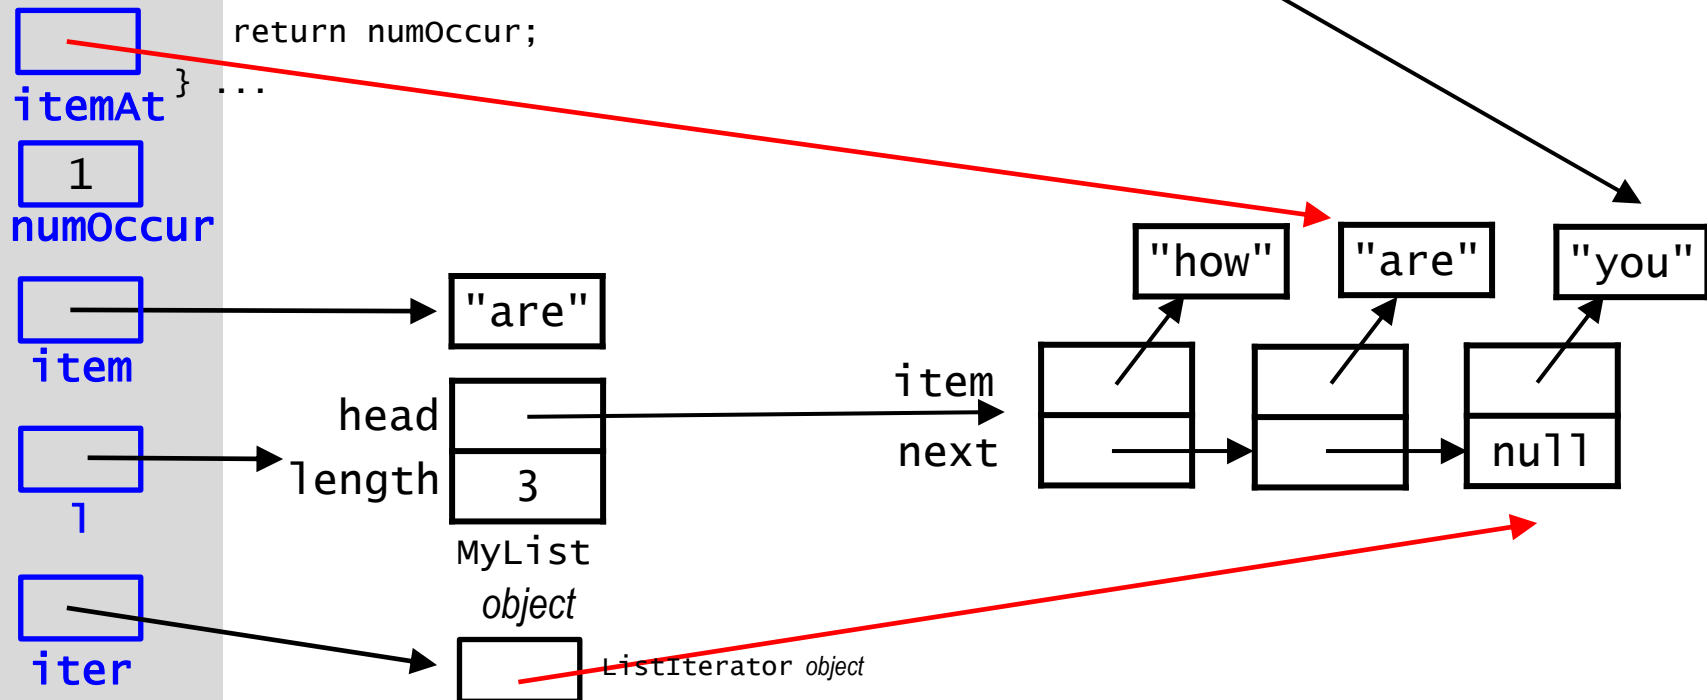 return numOccur;
} ...
itemAt
1
numOccur
"how" "are" "you"
"are"
item
item
head
next
null
length
3
l
MyList
object
iter
ListIterator object